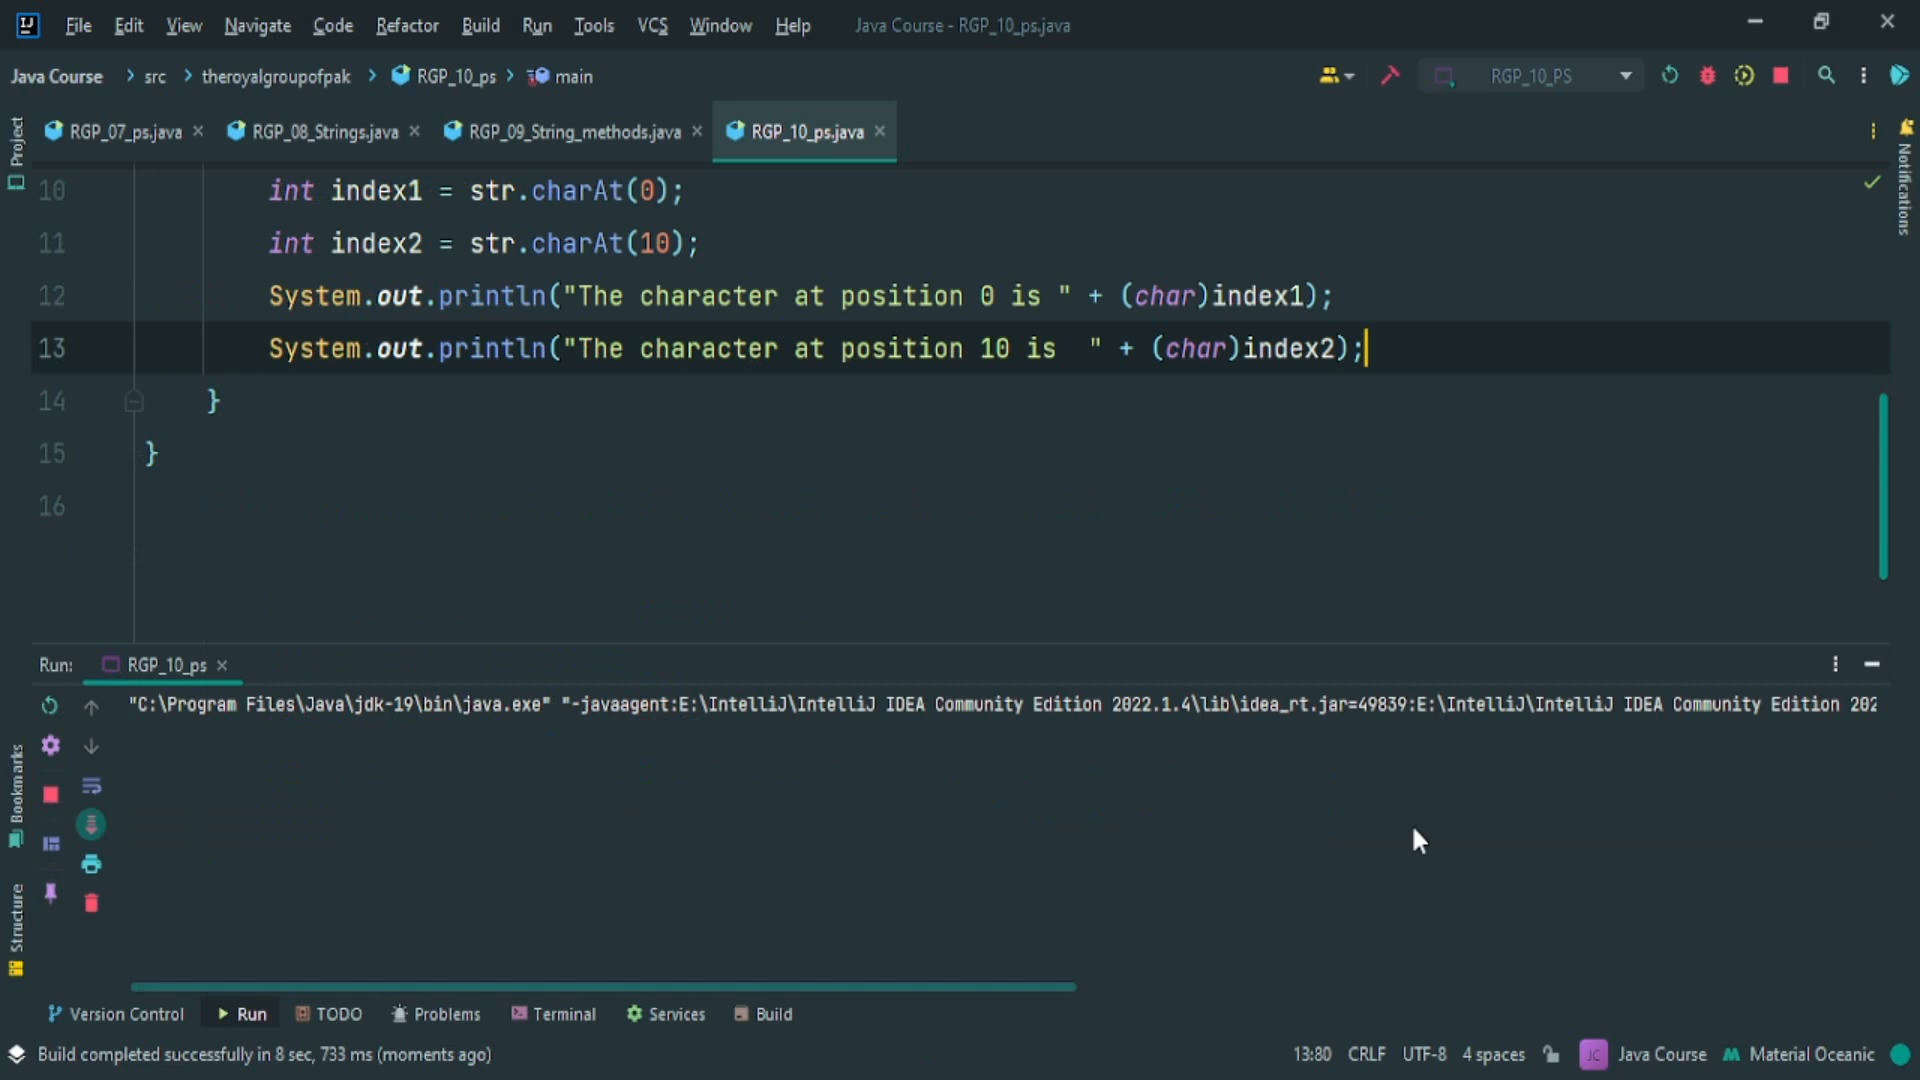 File Edit View Navigate Code Refactor Build Run Tools VCS Window Help Java Course - RGP_10_ps.java
Java Course > src > theroyalgroupofpak > RGP_10_ps > main RGP_10_PS
RGP_07_ps.java RGP_08_Strings.java RGP_09_String_methods.java RGP_10_ps.java
Project
Notifications
10 int index1 = str.charAt(0);
11 int index2 = str.charAt(10);
12 System.out.println("The character at position 0 is " + (char)index1);
13 System.out.println("The character at position 10 is  " + (char)index2);
14 }
15 }
16
Run: RGP_10_ps
"C:\Program Files\Java\jdk-19\bin\java.exe" "-javaagent:E:\IntelliJ\IntelliJ IDEA Community Edition 2022.1.4\lib\idea_rt.jar=49839:E:\IntelliJ\IntelliJ IDEA Community Edition 202
Bookmarks
Structure
Version Control Run TODO Problems Terminal Services Build
Build completed successfully in 8 sec, 733 ms (moments ago) 13:80 CRLF UTF-8 4 spaces JC Java Course Material Oceanic